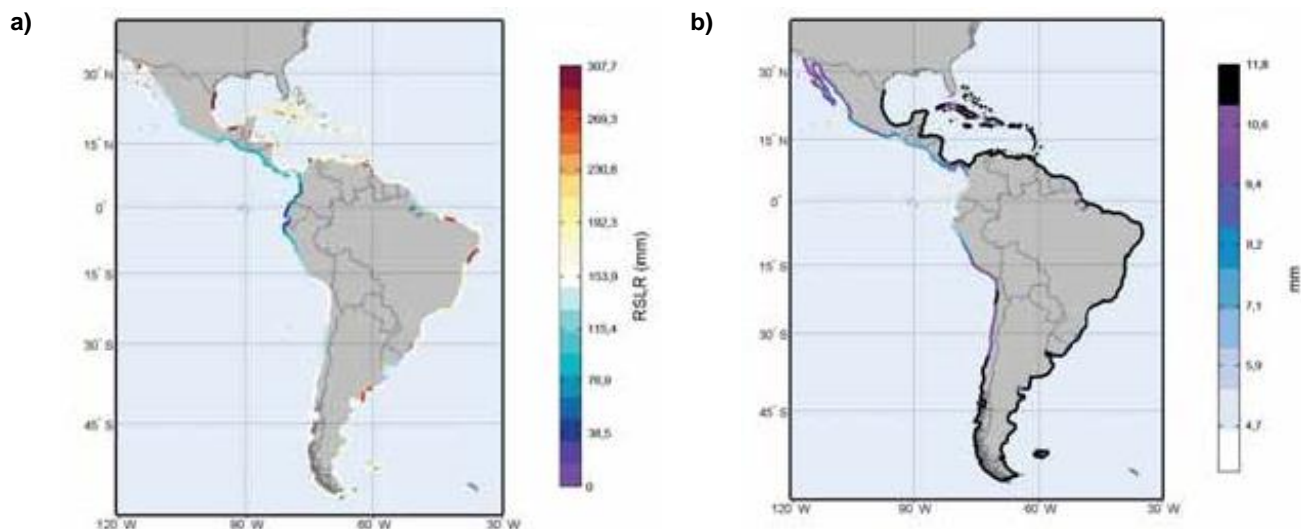 a)
30° N
15° N
0°
15° S
30° S
45° S
120 W
90 W
60 W
30 W
307,7
269,3
230,8
192,3
153,9
115,4
76,9
38,5
0
RSLR (mm)
b)
30° N
15° N
0°
15° S
30° S
45° S
120 W
90 W
60 W
30 W
11,8
10,6
9,4
8,2
7,1
5,9
4,7
mm